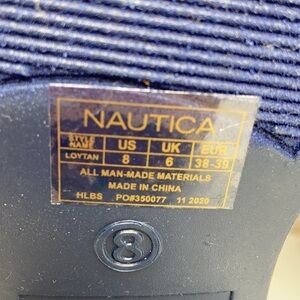 NAUTICA
STYLE NAME US UK EUR
LOYTAN 8 6 38-39
ALL MAN-MADE MATERIALS
MADE IN CHINA
HLBS PO#350077 11 2020
8